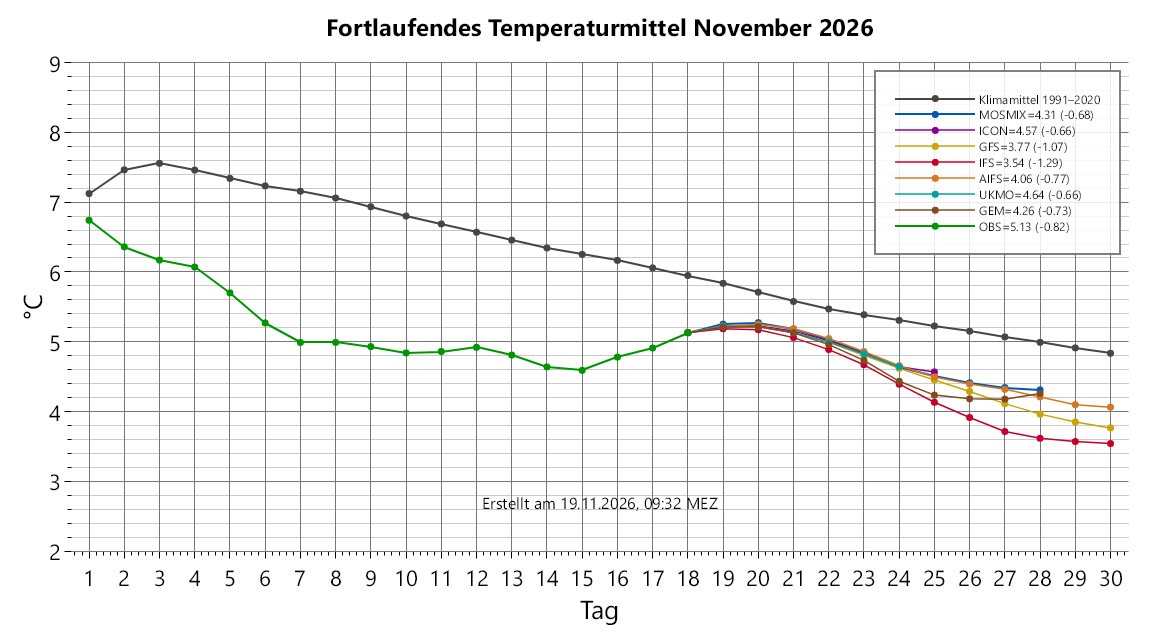 Fortlaufendes Temperaturmittel November 2026
9
8
7
6
5
4
3
2
°C
Klimamittel 1991–2020
MOSMIX=4.31 (-0.68)
ICON=4.57 (-0.66)
GFS=3.77 (-1.07)
IFS=3.54 (-1.29)
AIFS=4.06 (-0.77)
UKMO=4.64 (-0.66)
GEM=4.26 (-0.73)
OBS=5.13 (-0.82)
Erstellt am 19.11.2026, 09:32 MEZ
1 2 3 4 5 6 7 8 9 10 11 12 13 14 15 16 17 18 19 20 21 22 23 24 25 26 27 28 29 30
Tag